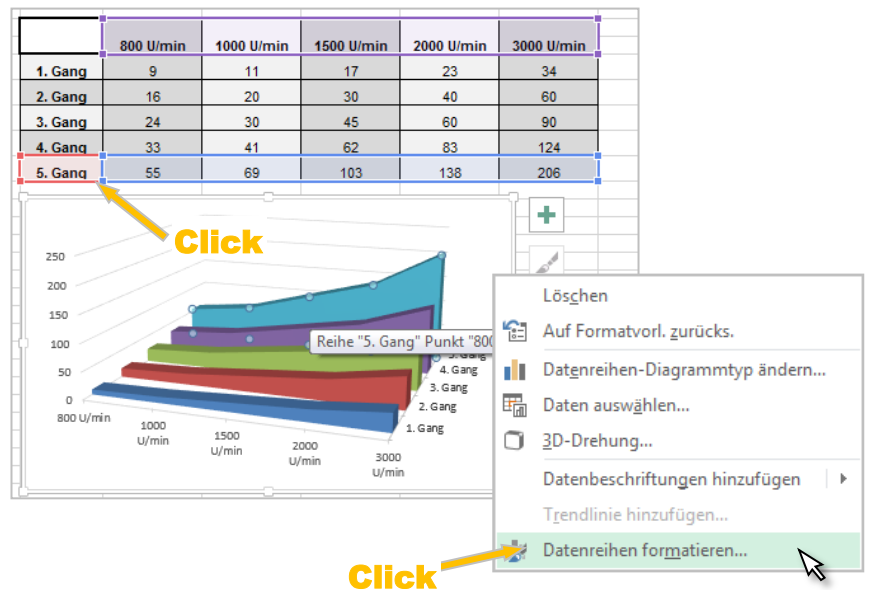 800 U/min 1000 U/min 1500 U/min 2000 U/min 3000 U/min
1. Gang 9 11 17 23 34
2. Gang 16 20 30 40 60
3. Gang 24 30 45 60 90
4. Gang 33 41 62 83 124
5. Gang 55 69 103 138 206
Click
250
200
150
100
50
0
Reihe "5. Gang" Punkt "800
5. Gang
4. Gang
3. Gang
2. Gang
1. Gang
800 U/min
1000
U/min
1500
U/min
2000
U/min
3000
U/min
Löschen
Auf Formatvorl. zurücks.
Datenreihen-Diagrammtyp ändern...
Daten auswählen...
3D-Drehung...
Datenbeschriftungen hinzufügen
Trendlinie hinzufügen...
Datenreihen formatieren...
Click